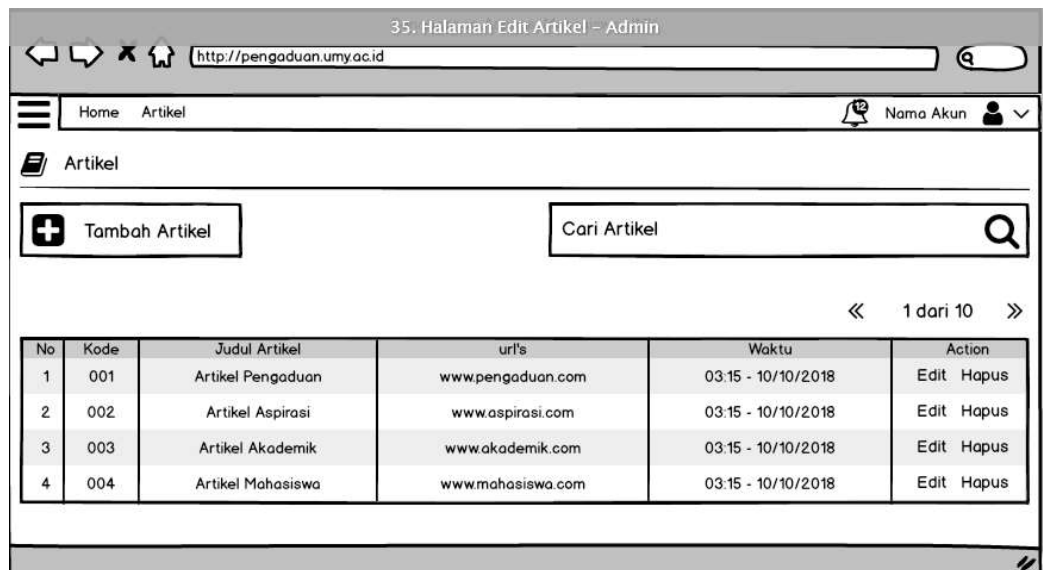 35. Halaman Edit Artikel - Admin
http://pengaduan.umy.ac.id
Home Artikel 12 Nama Akun
Artikel
Tambah Artikel Cari Artikel
1 dari 10
No Kode Judul Artikel url's Waktu Action
1 001 Artikel Pengaduan www.pengaduan.com 03:15 - 10/10/2018 Edit Hapus
2 002 Artikel Aspirasi www.aspirasi.com 03:15 - 10/10/2018 Edit Hapus
3 003 Artikel Akademik www.akademik.com 03:15 - 10/10/2018 Edit Hapus
4 004 Artikel Mahasiswa www.mahasiswa.com 03:15 - 10/10/2018 Edit Hapus